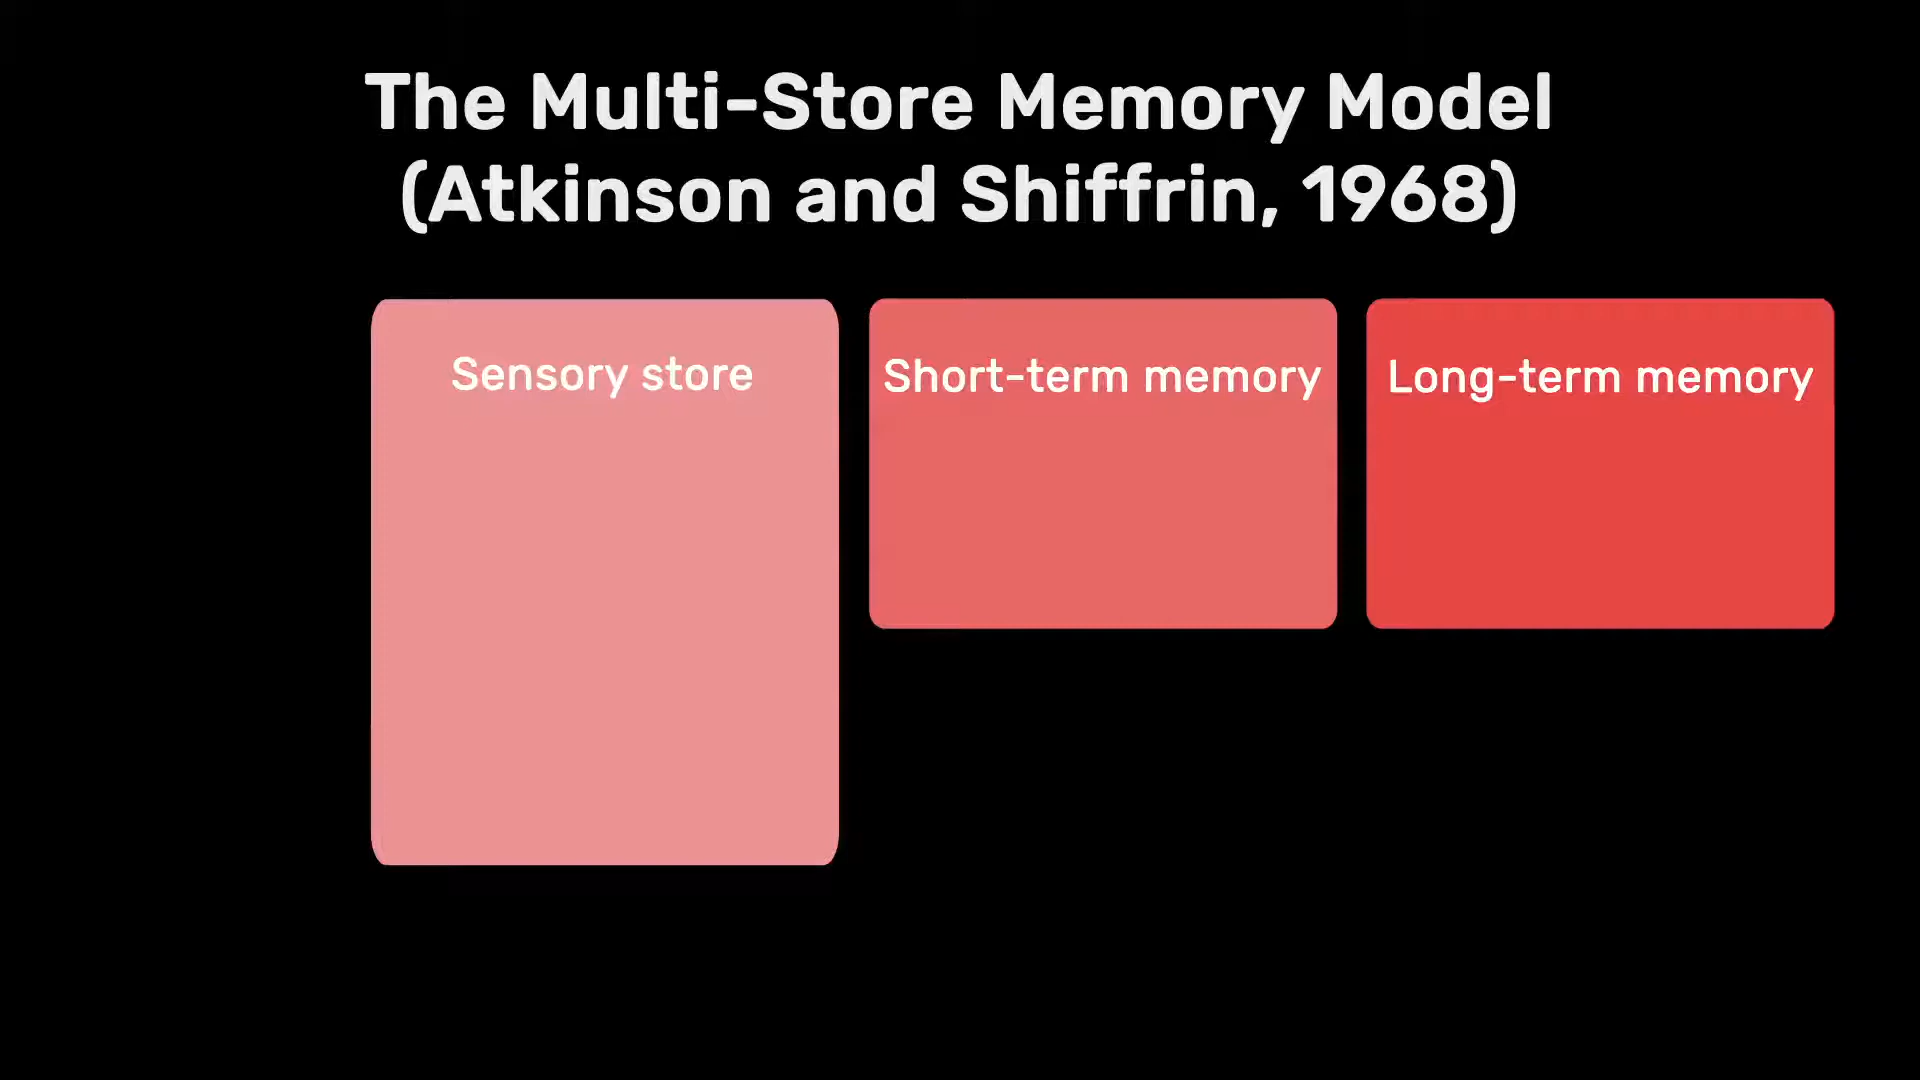 The Multi-Store Memory Model
(Atkinson and Shiffrin, 1968)
Sensory store
Short-term memory
Long-term memory